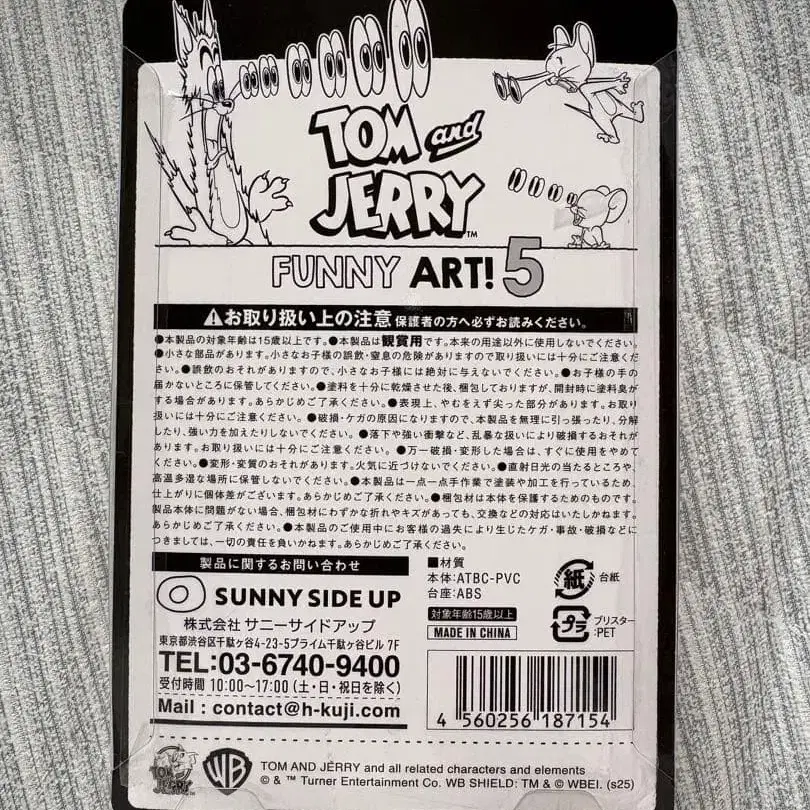 TOM and
JERRY™
FUNNY ART! 5
お取り扱い上の注意 保護者の方へ必ずお読みください。
●本製品の対象年齢は15歳以上です。●本製品は観賞用です。本来の用途以外に使用しないでください。
●小さな部品があります。小さなお子様の誤飲・窒息の危険がありますので取り扱いには十分にご注意くだ
さい。●誤飲のおそれがありますので、小さなお子様には絶対に与えないでください。●お子様の手の
届かないところに保管してください。●塗料を十分に乾燥させた後、梱包しておりますが、開封時に塗料臭が
する場合があります。あらかじめご了承ください。●表現上、やむをえず尖った部分があります。お取り
扱いには十分にご注意ください。●破損・ケガの原因になりますので、本製品を無理に引っ張ったり、分解
したり、強い力を加えたりしないでください。●落下や強い衝撃など、乱暴な扱いにより破損するおそれが
あります。お取り扱いには十分にご注意ください。●万一破損・変形した場合は、すぐに使用をやめて
ください。●変形・変質のおそれがあります。火気に近づけないでください。●直射日光の当たるところや、
高温多湿な場所に保管しないでください。●本製品は一点一点手作業で塗装や加工を行っているため、
仕上がりに個体差がございます。あらかじめご了承ください。●梱包材は本体を保護するためのものです。
製品本体に問題がない場合、梱包材にわずかな折れやキズがあっても、交換などの対応はいたしかねます。
あらかじめご了承ください。●本製品のご使用中にお客様の過失により生じたケガ・事故・破損などに
つきましては、一切の責任を負いかねます。あらかじめご了承ください。
製品に関するお問い合わせ
SUNNY SIDE UP
株式会社 サニーサイドアップ
東京都渋谷区千駄ヶ谷4-23-5プライム千駄ヶ谷ビル 7F
TEL:03-6740-9400
受付時間 10:00〜17:00（土・日・祝日を除く）
Mail : contact@h-kuji.com
■材質
本体:ATBC-PVC
台座:ABS
対象年齢15歳以上
MADE IN CHINA
紙 台紙
プラ ブリスター
:PET
4 560256 187154
TOM and JERRY
WB
TOM AND JERRY and all related characters and elements
© & ™ Turner Entertainment Co. WB SHIELD: TM & © WBEI. (s25)